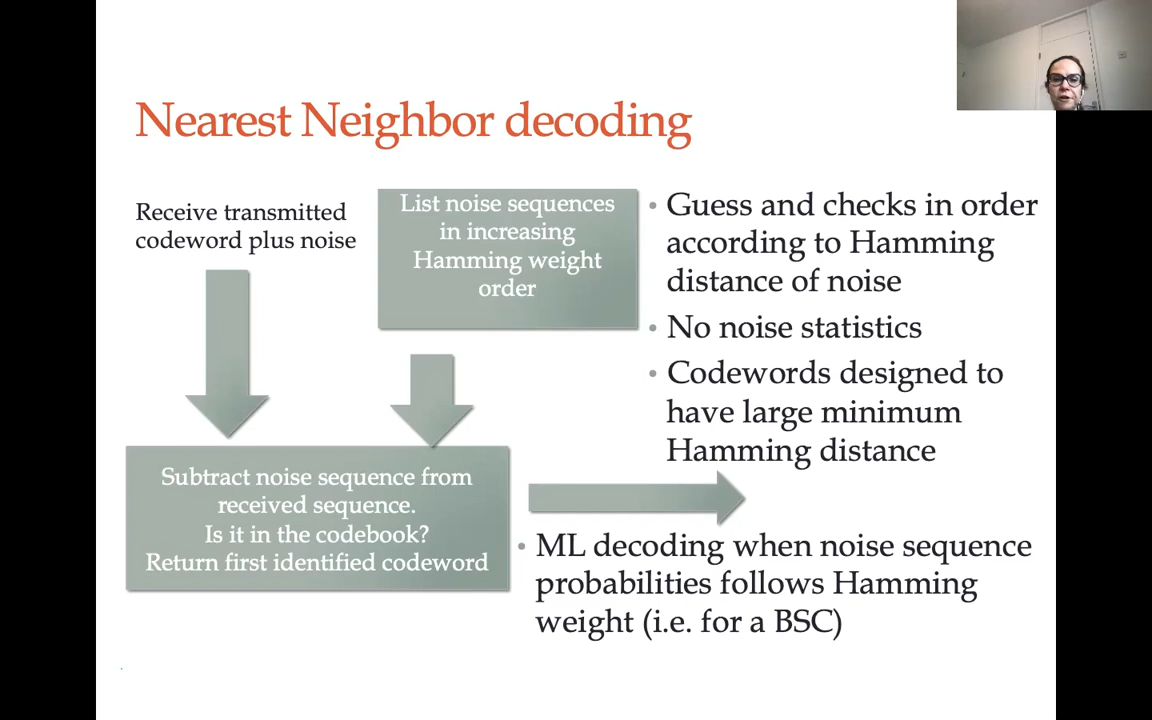 Nearest Neighbor decoding
Receive transmitted
codeword plus noise
List noise sequences
in increasing
Hamming weight
order
Subtract noise sequence from
received sequence.
Is it in the codebook?
Return first identified codeword
• Guess and checks in order
according to Hamming
distance of noise
• No noise statistics
• Codewords designed to
have large minimum
Hamming distance
• ML decoding when noise sequence
probabilities follows Hamming
weight (i.e. for a BSC)